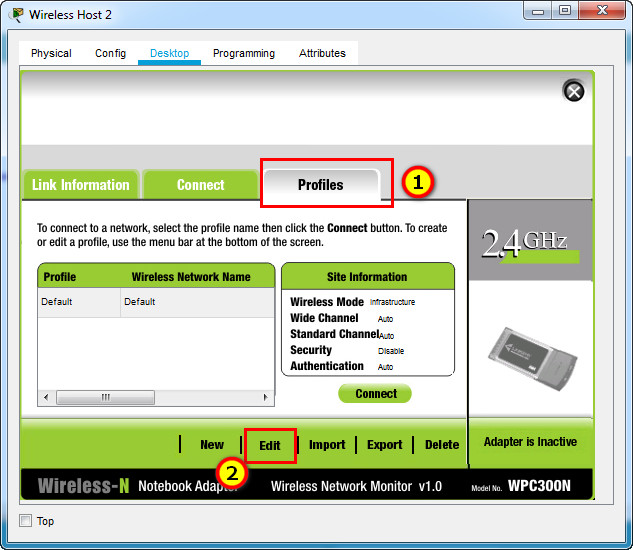 Wireless Host 2
Physical Config Desktop Programming Attributes
Link Information Connect Profiles 1
To connect to a network, select the profile name then click the Connect button. To create
or edit a profile, use the menu bar at the bottom of the screen.
2.4GHz
Profile Wireless Network Name
Default Default
Site Information
Wireless Mode Infrastructure
Wide Channel Auto
Standard Channel Auto
Security Disable
Authentication Auto
Connect
New Edit Import Export Delete
Adapter is Inactive
2
Wireless-N Notebook Adapter Wireless Network Monitor v1.0 Model No. WPC300N
Top